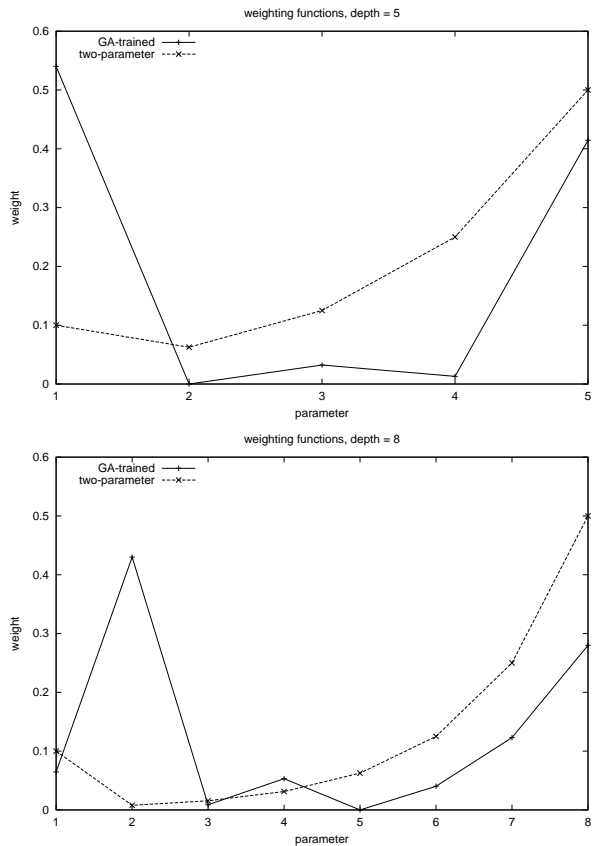 weighting functions, depth = 5
GA-trained
two-parameter
0.6
0.5
0.4
0.3
0.2
0.1
0
weight
1 2 3 4 5
parameter
weighting functions, depth = 8
GA-trained
two-parameter
0.6
0.5
0.4
0.3
0.2
0.1
0
weight
1 2 3 4 5 6 7 8
parameter